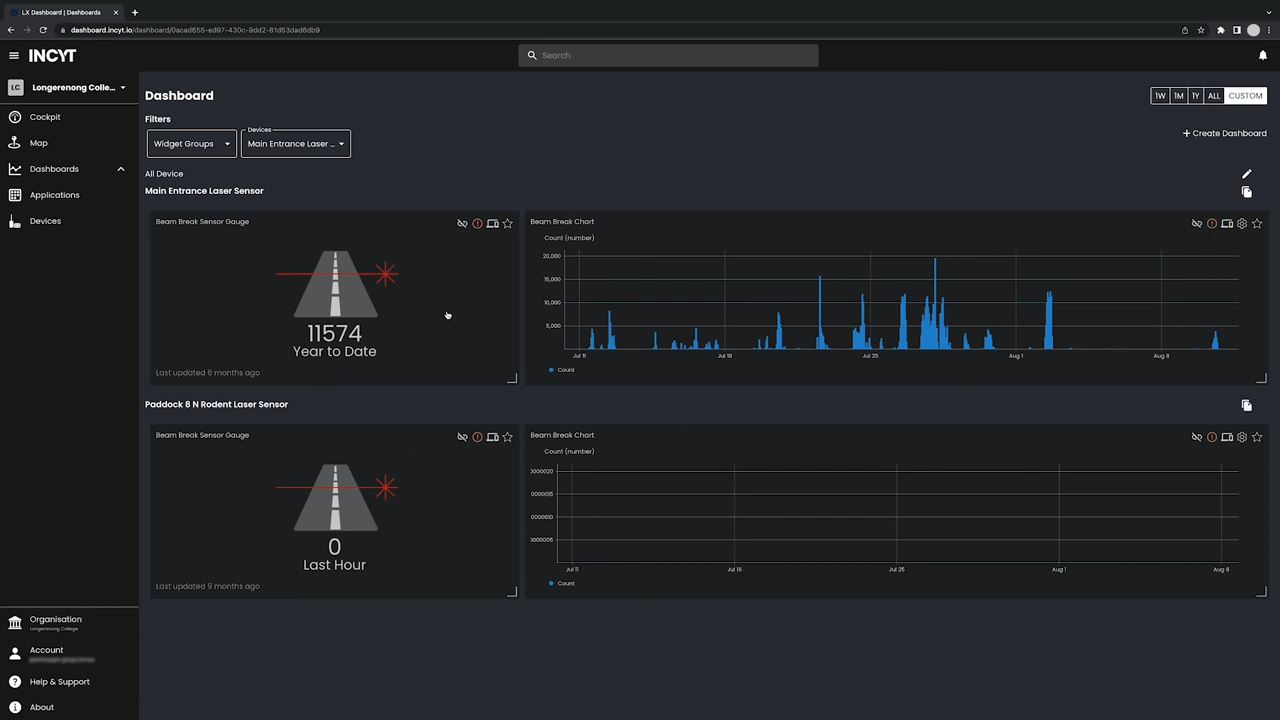 LX Dashboard | Dashboards
dashboard.incyt.io/dashboard/0acad655-ed97-430c-9dd2-81d53dad6db9
INCYT
Search
LC Longerenong Colle...
Cockpit
Map
Dashboards
Applications
Devices
Organisation
Longerenong College
Account
Help & Support
About
Dashboard
1W 1M 1Y ALL CUSTOM
Filters
Widget Groups
Devices
Main Entrance Laser ...
+ Create Dashboard
All Device
Main Entrance Laser Sensor
Beam Break Sensor Gauge
11574
Year to Date
Last updated 6 months ago
Beam Break Chart
Count (number)
20,000
15,000
10,000
5,000
Jul 11 Jul 18 Jul 25 Aug 1 Aug 8
Count
Paddock 8 N Rodent Laser Sensor
Beam Break Sensor Gauge
0
Last Hour
Last updated 9 months ago
Beam Break Chart
Count (number)
0000020
0000015
0000010
0000005
Jul 11 Jul 18 Jul 25 Aug 1 Aug 8
Count